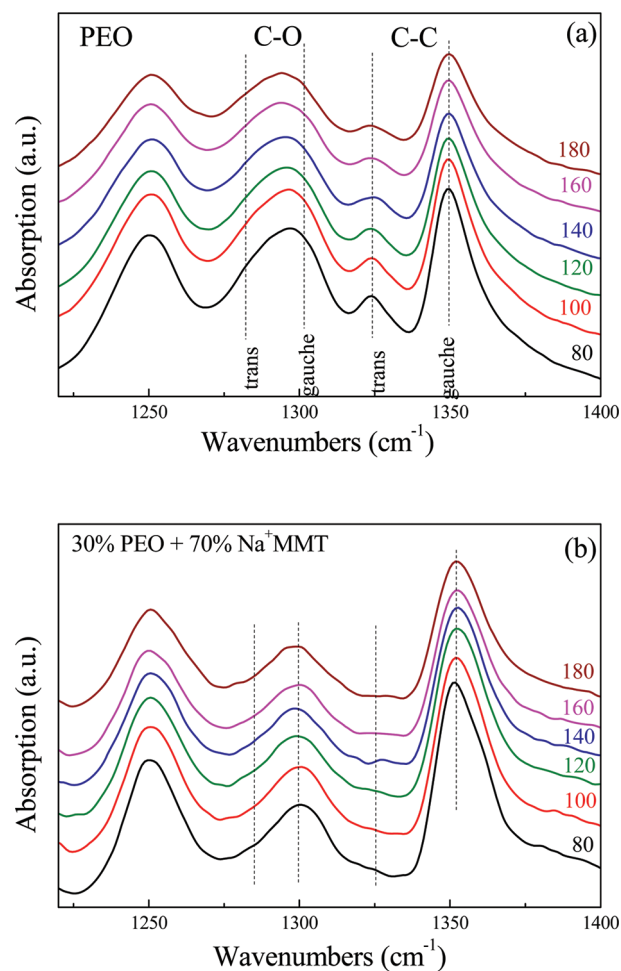 PEO C-O C-C (a)
180
160
140
120
100
80
trans gauche trans gauche
Absorption (a.u.)
1250 1300 1350 1400
Wavenumbers (cm⁻¹)
30% PEO + 70% Na⁺MMT (b)
180
160
140
120
100
80
Absorption (a.u.)
1250 1300 1350 1400
Wavenumbers (cm⁻¹)